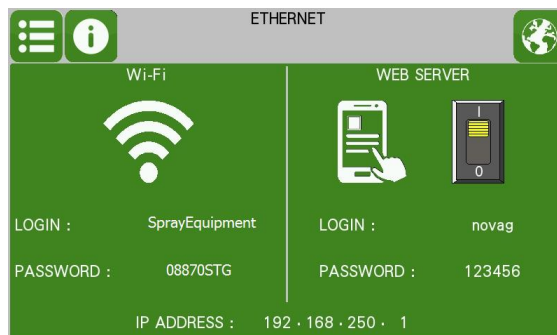 ETHERNET
Wi-Fi
WEB SERVER
I
0
LOGIN : SprayEquipment
LOGIN : novag
PASSWORD : 08870STG
PASSWORD : 123456
IP ADDRESS : 192 · 168 · 250 · 1